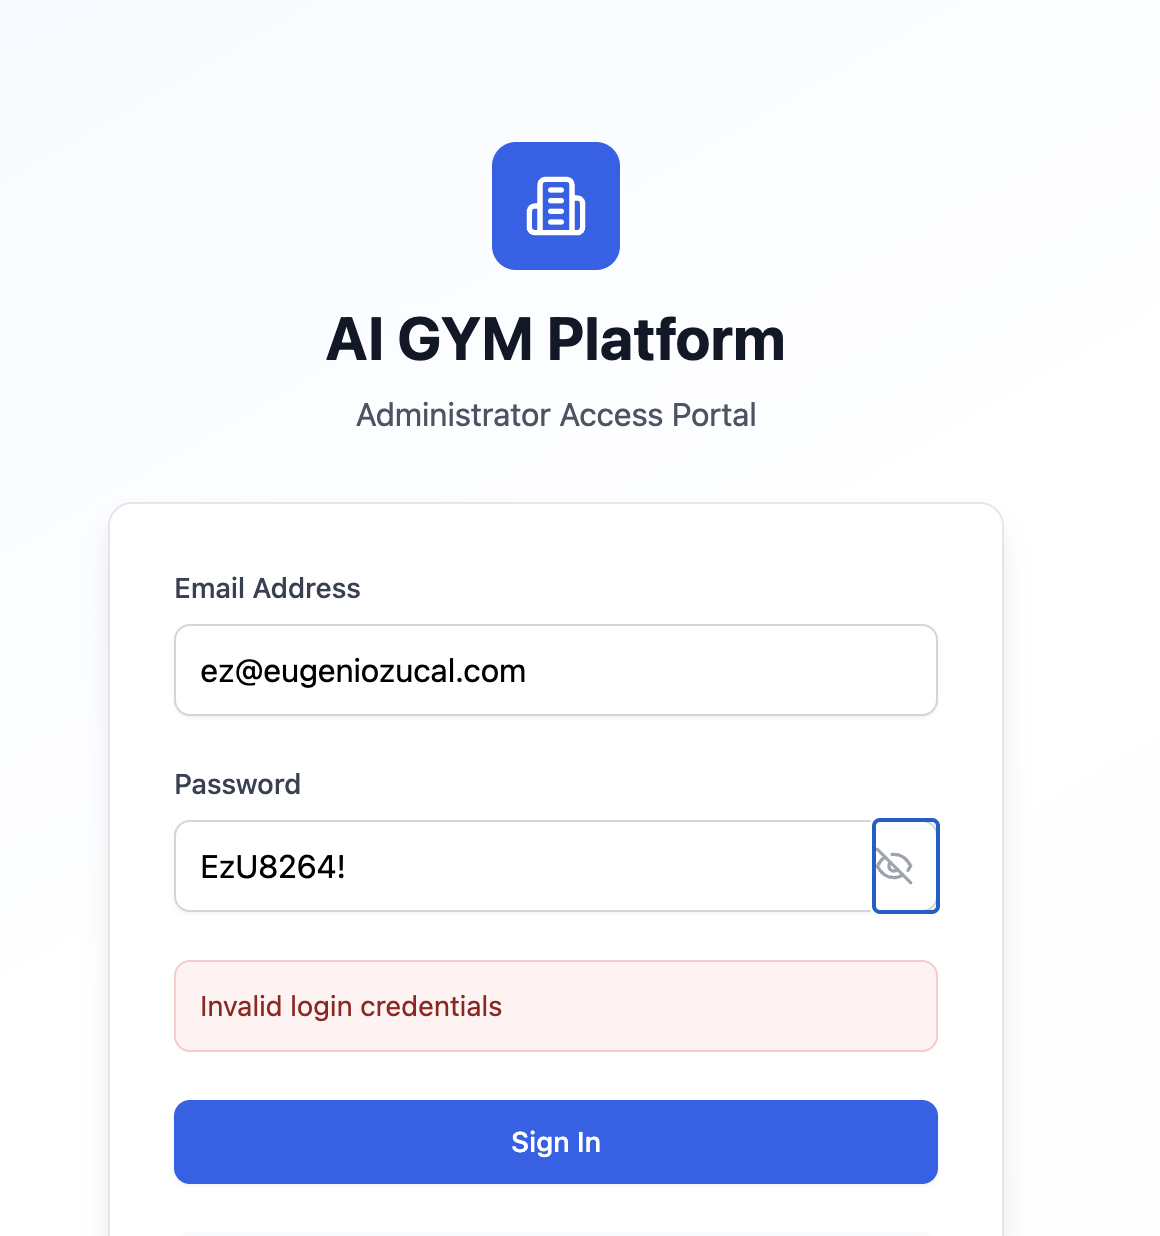 AI GYM Platform
Administrator Access Portal
Email Address
ez@eugeniozucal.com
Password
EzU8264!
Invalid login credentials
Sign In